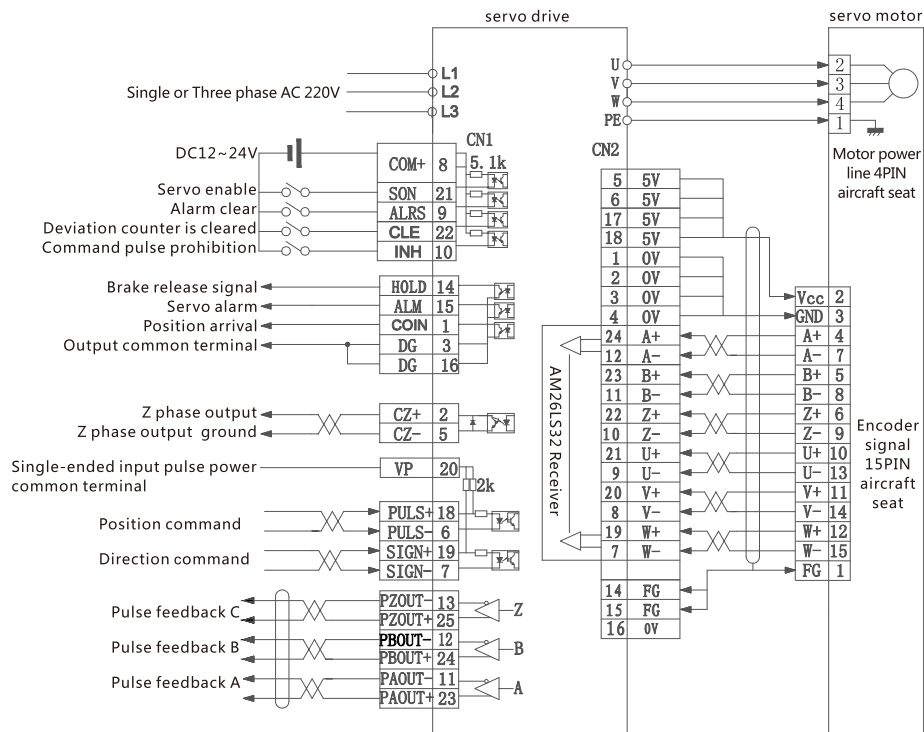 servo drive
servo motor
L1
L2
L3
Single or Three phase AC 220V
U
V
W
PE
2
3
4
1
Motor power
line 4PIN
aircraft seat
CN1
DC12~24V
COM+ 8
5.1k
Servo enable
SON 21
Alarm clear
ALRS 9
Deviation counter is cleared
CLE 22
Command pulse prohibition
INH 10
Brake release signal
HOLD 14
Servo alarm
ALM 15
Position arrival
COIN 1
Output common terminal
DG 3
DG 16
Z phase output
CZ+ 2
Z phase output ground
CZ- 5
Single-ended input pulse power
common terminal
VP 20
2k
Position command
PULS+ 18
PULS- 6
Direction command
SIGN+ 19
SIGN- 7
Pulse feedback C
PZOUT- 13
PZOUT+ 25
Z
Pulse feedback B
PBOUT- 12
PBOUT+ 24
B
Pulse feedback A
PAOUT- 11
PAOUT+ 23
A
CN2
5 5V
6 5V
17 5V
18 5V
1 0V
2 0V
3 0V
4 0V
24 A+
12 A-
23 B+
11 B-
22 Z+
10 Z-
21 U+
9 U-
20 V+
8 V-
19 W+
7 W-
14 FG
15 FG
16 0V
AM26LS32 Receiver
Vcc 2
GND 3
A+ 4
A- 7
B+ 5
B- 8
Z+ 6
Z- 9
U+ 10
U- 13
V+ 11
V- 14
W+ 12
W- 15
FG 1
Encoder
signal
15PIN
aircraft
seat